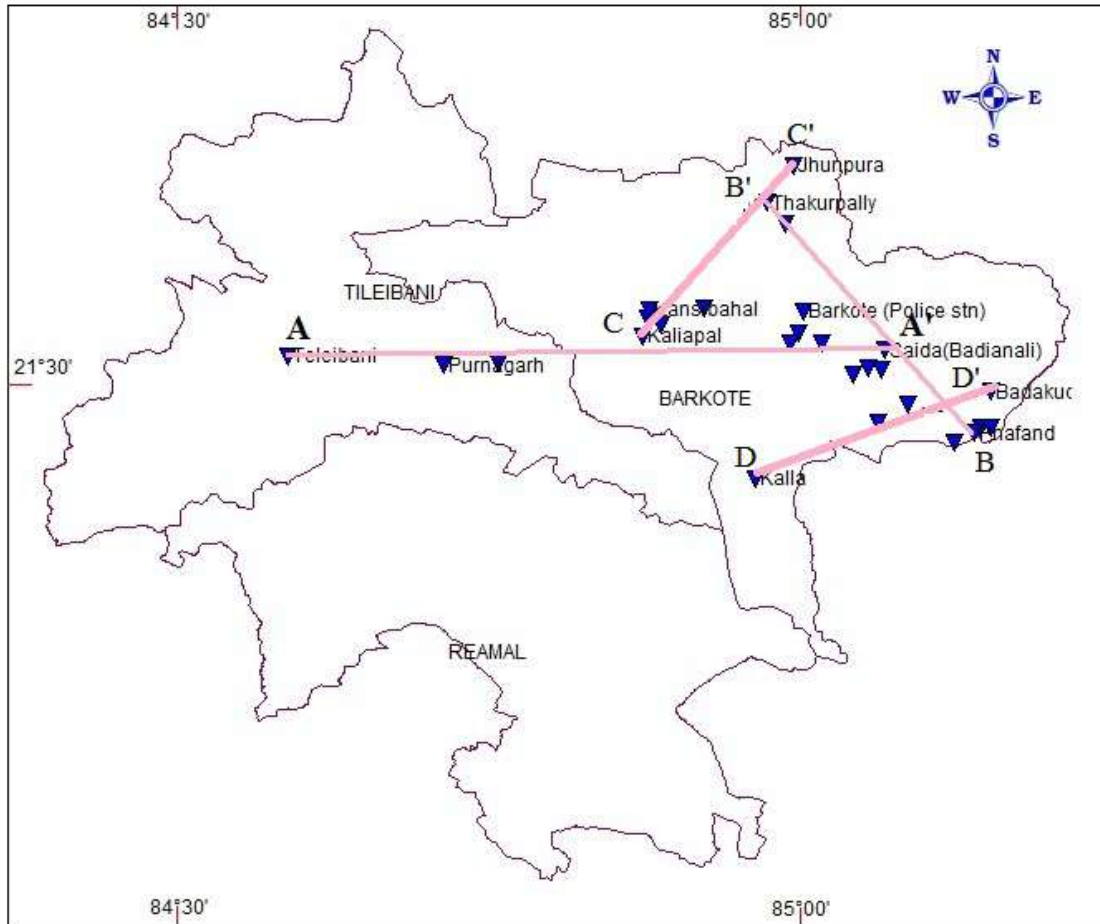 84°30'
85°00'
N
W E
S
C'
Jhunpura
B'
Thakurpally
TILEIBANI
Barkote (Police stn)
C
Kaliapal
A
A'
Teleibani
Saida(Badianali)
Purnagarh
21°30'
D'
Badakud
BARKOTE
B
D
Kalla
REAMAL
84°30'
85°00'